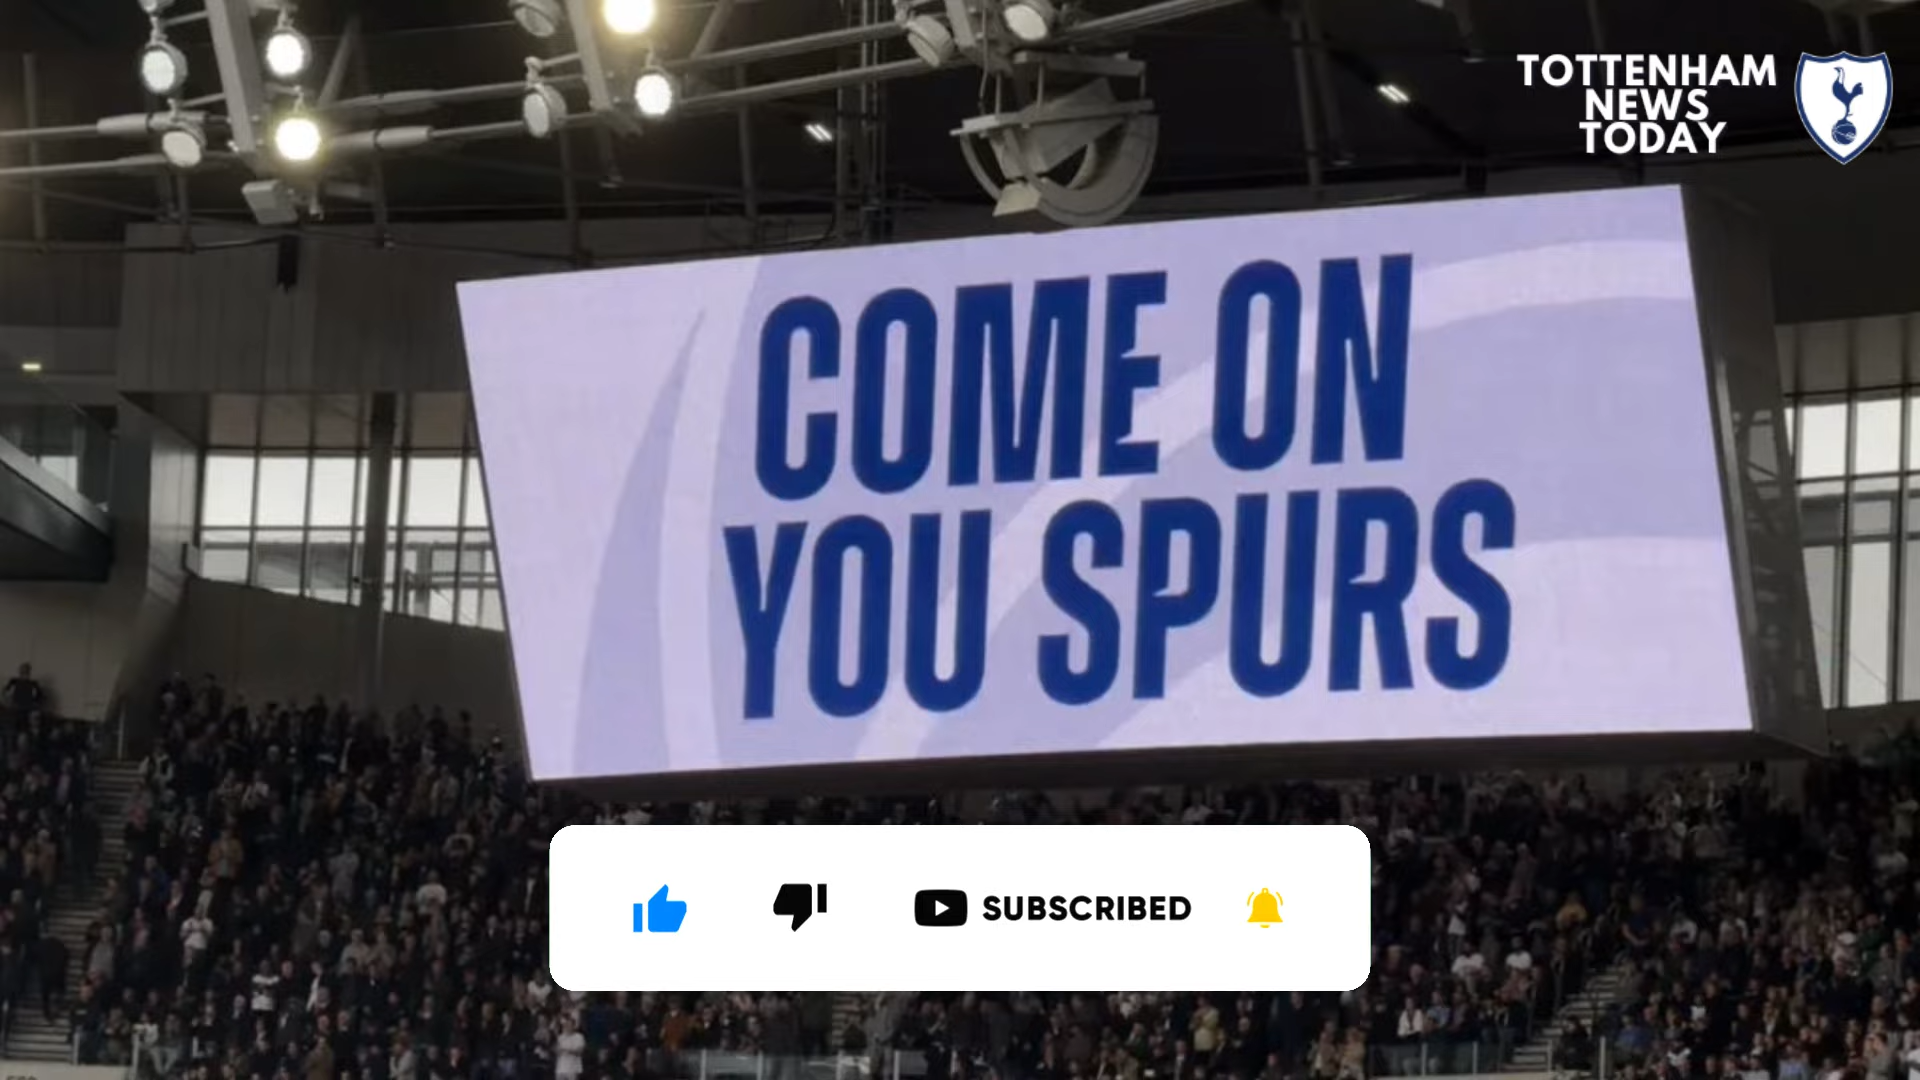 TOTTENHAM
NEWS
TODAY
COME ON
YOU SPURS
SUBSCRIBED